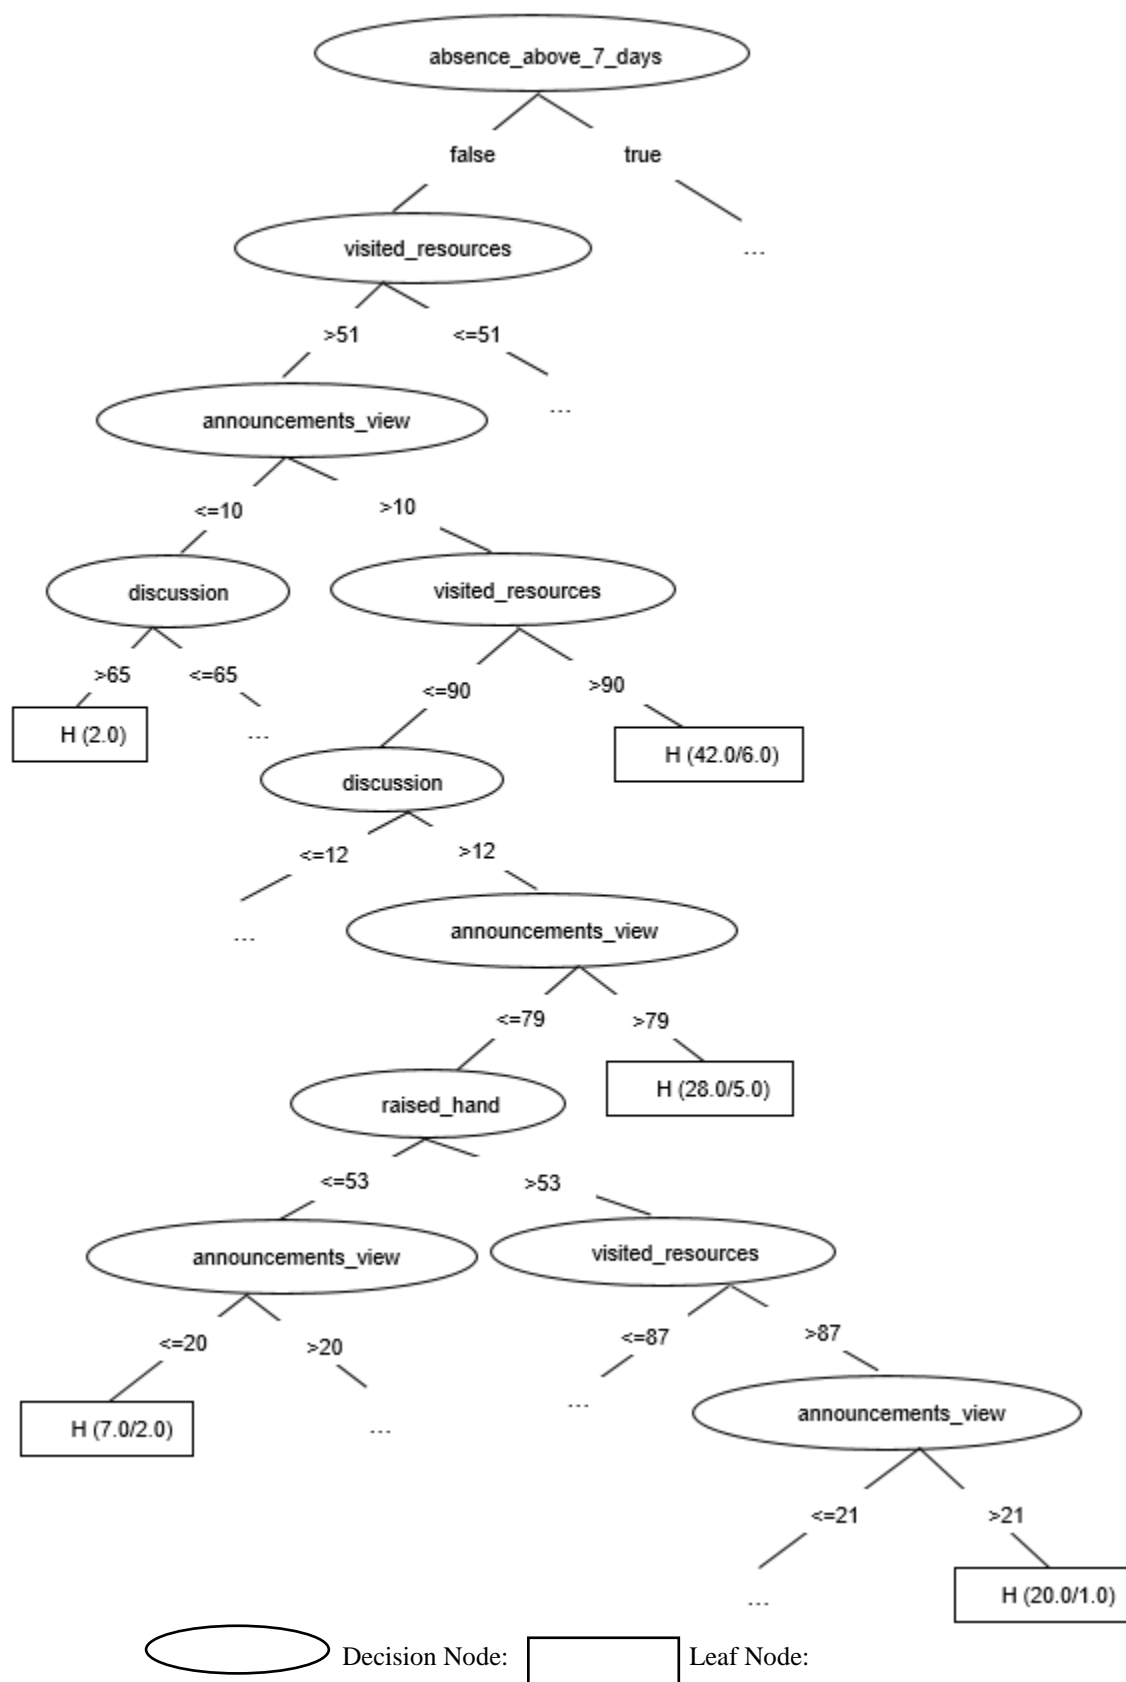 absence_above_7_days
false
true
visited_resources
...
>51
<=51
announcements_view
...
<=10
>10
discussion
visited_resources
>65
<=65
<=90
>90
H (2.0)
...
H (42.0/6.0)
discussion
<=12
>12
...
announcements_view
<=79
>79
raised_hand
H (28.0/5.0)
<=53
>53
announcements_view
visited_resources
<=20
>20
<=87
>87
...
announcements_view
H (7.0/2.0)
...
<=21
>21
...
H (20.0/1.0)
Decision Node:
Leaf Node: